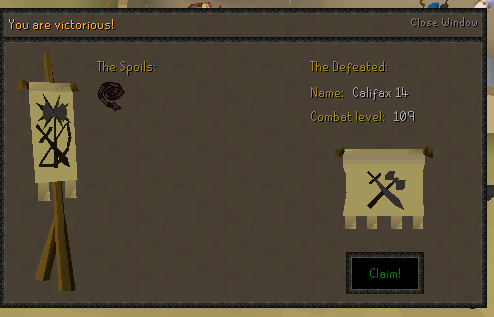 You are victorious!
Close Window
The Spoils:
The Defeated:
Name: Califax 14
Combat level: 109
Claim!